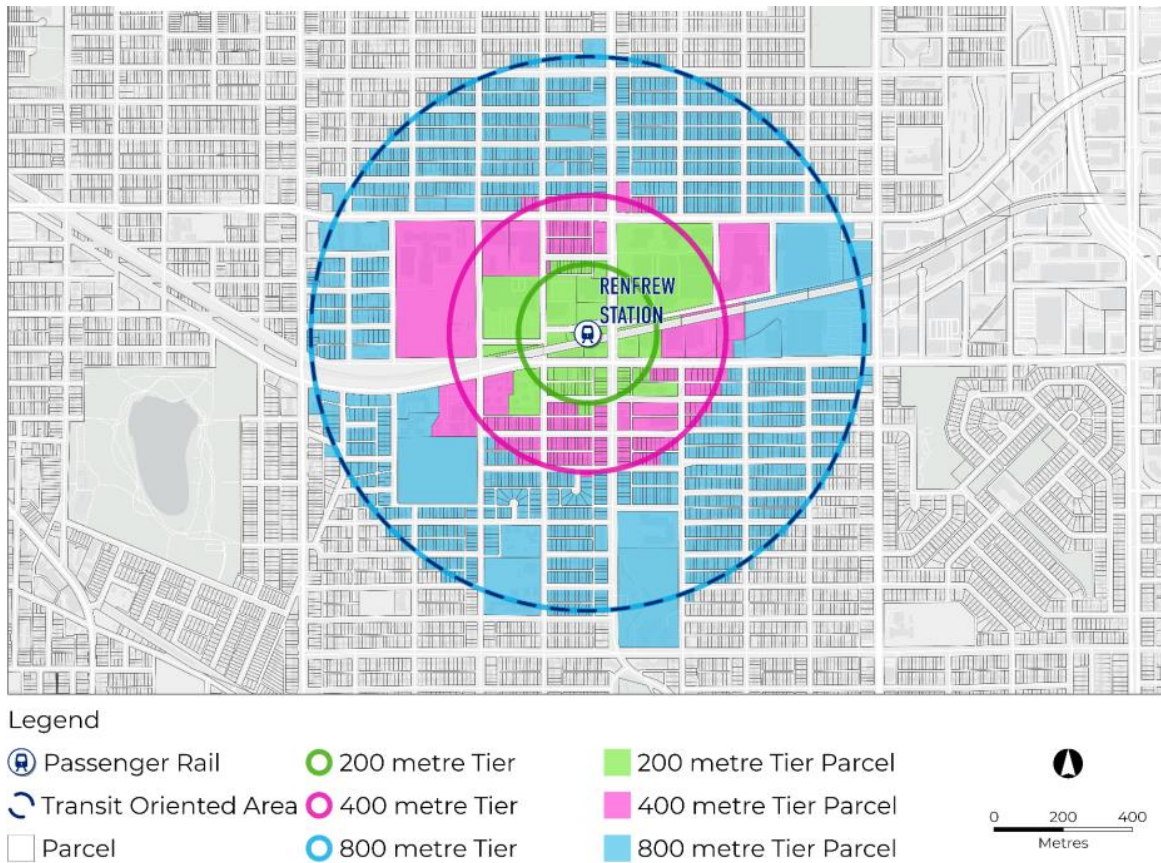 RENFREW
STATION
Legend
Passenger Rail
200 metre Tier
200 metre Tier Parcel
Transit Oriented Area
400 metre Tier
400 metre Tier Parcel
0 200 400
Metres
Parcel
800 metre Tier
800 metre Tier Parcel